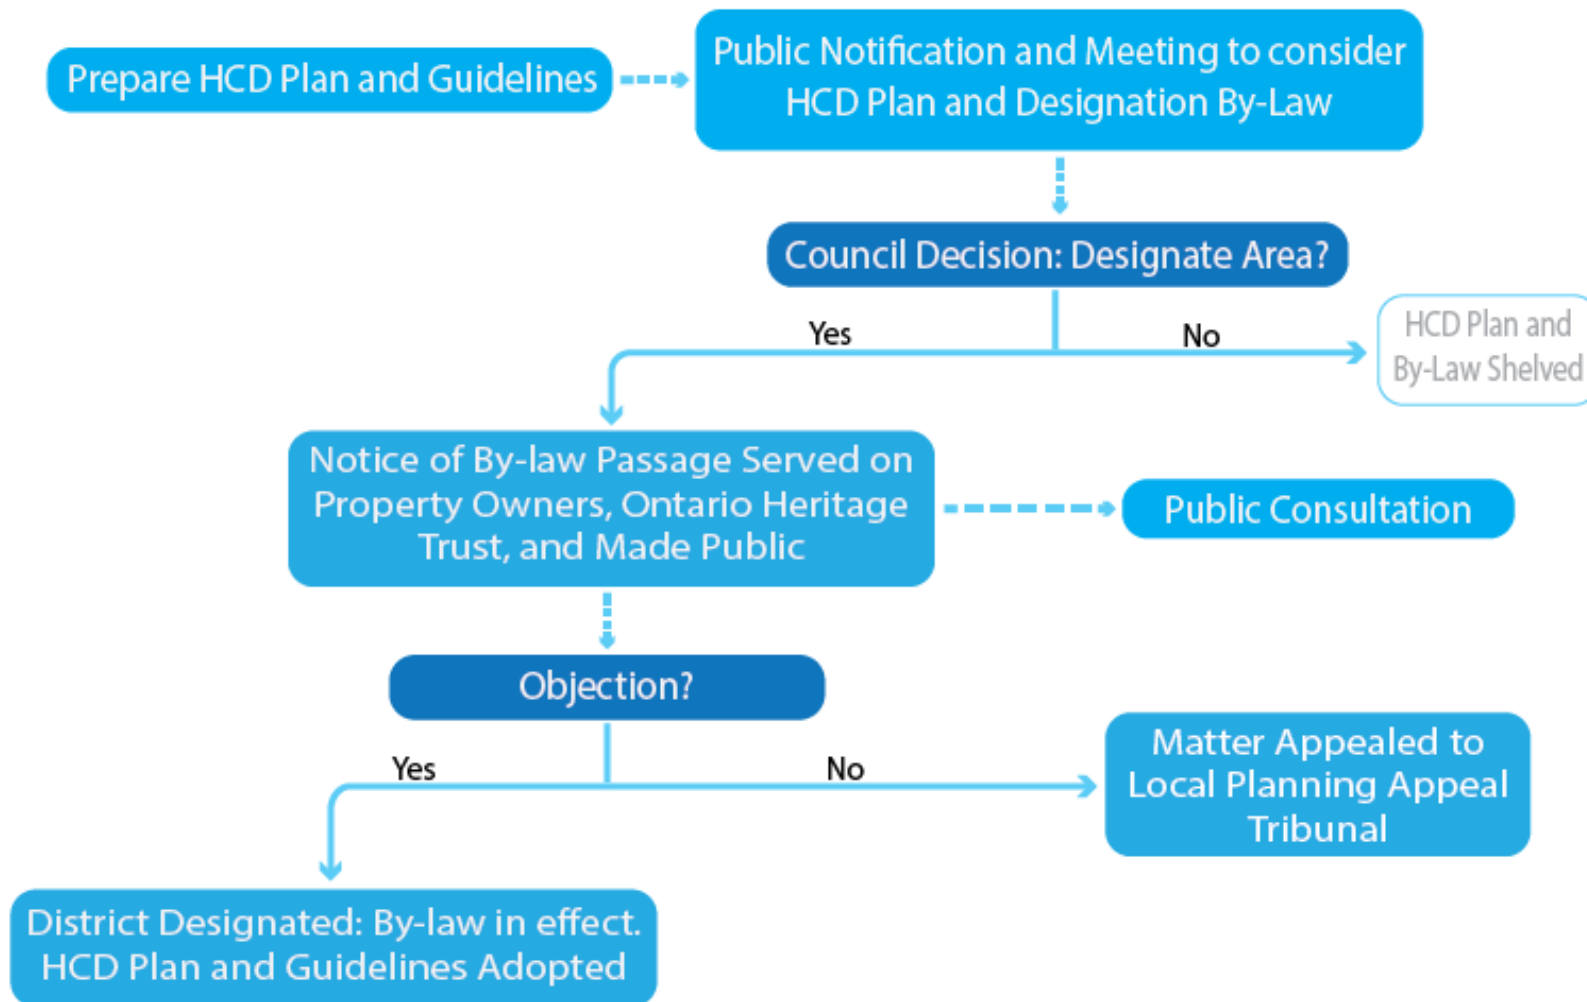 Prepare HCD Plan and Guidelines
Public Notification and Meeting to consider
HCD Plan and Designation By-Law
Council Decision: Designate Area?
Yes
No
HCD Plan and
By-Law Shelved
Notice of By-law Passage Served on
Property Owners, Ontario Heritage
Trust, and Made Public
Public Consultation
Objection?
Yes
No
Matter Appealed to
Local Planning Appeal
Tribunal
District Designated: By-law in effect.
HCD Plan and Guidelines Adopted